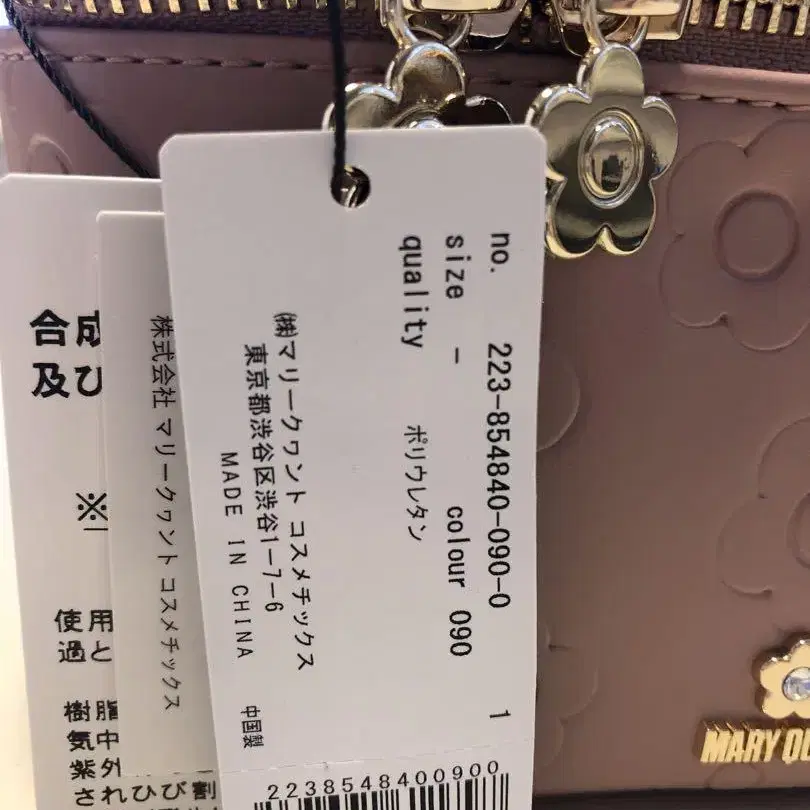 no. 223-854840-090-0
size - colour 090
quality ポリウレタン 1
㈱マリークヮント コスメチックス
東京都渋谷区渋谷1-7-6
MADE IN CHINA 中国製
2238548400900
株式会社 マリークヮント コスメチックス
合成
及び
※
使用
過と
樹脂
気中
紫外
されひび割
MARY QU